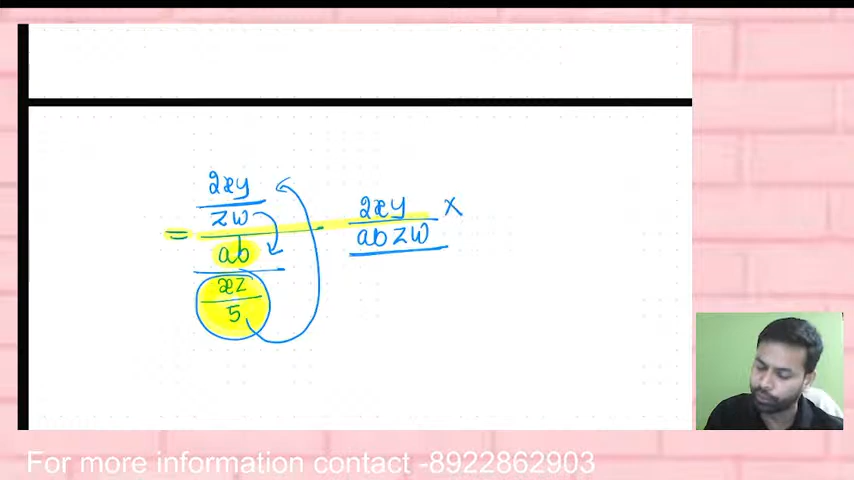 2xy
zw
=
ab
xz
5
2xy
abzw
x
For more information contact -8922862903